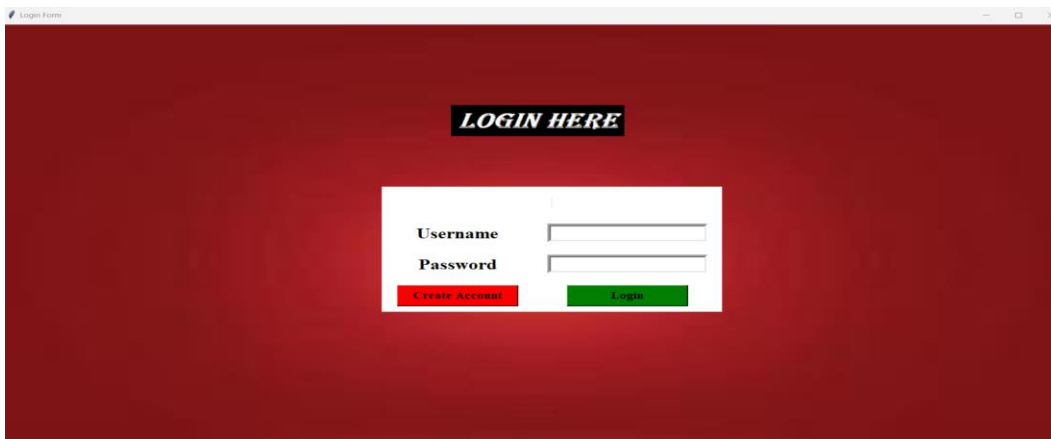 Login Form
LOGIN HERE
Username
Password
Create Account
Login